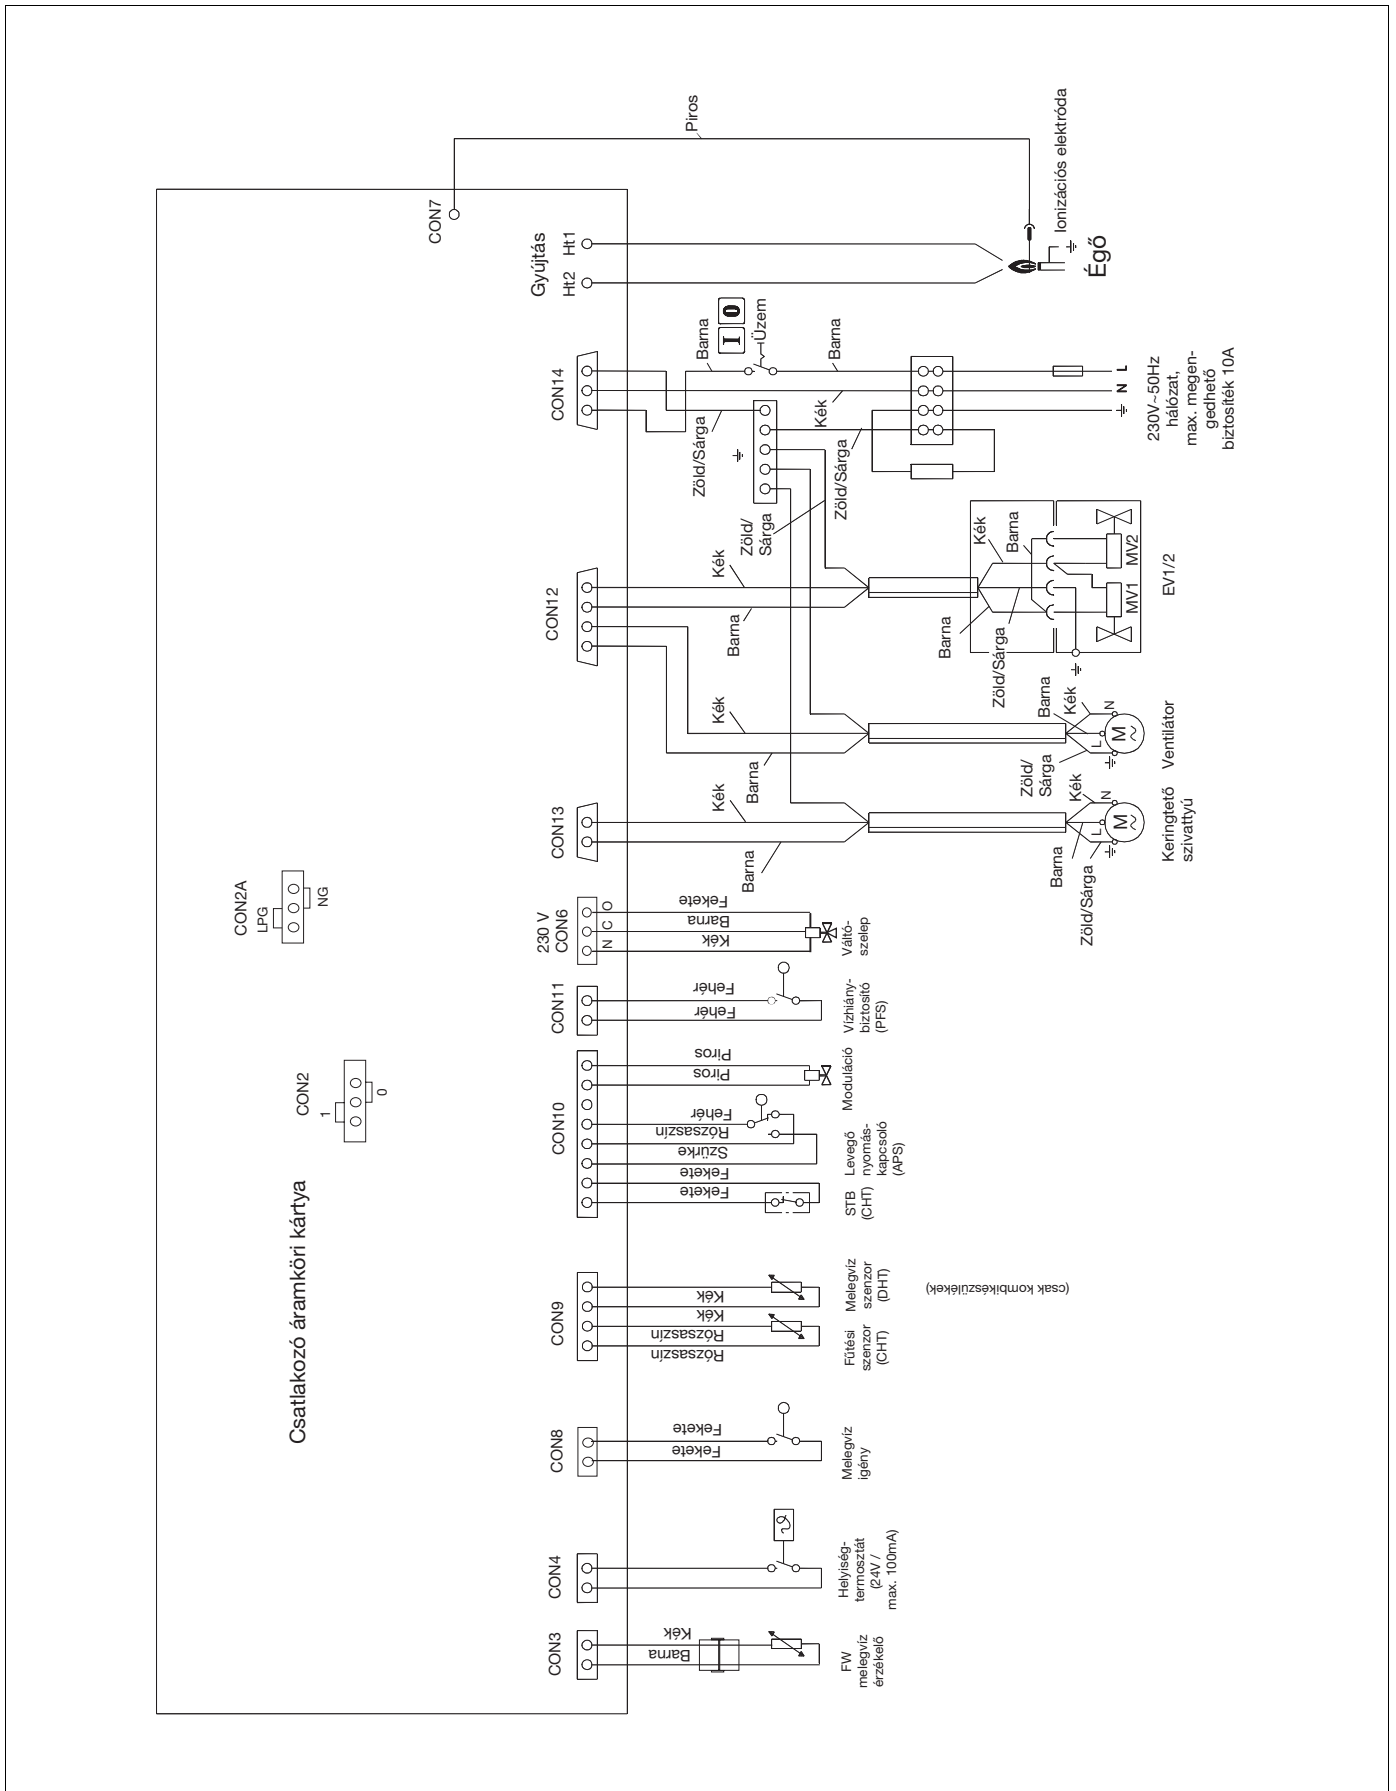 Csatlakozó áramköri kártya
CON2
1
0
CON2A
LPG
NG
CON3
Kék
Barna
FW
melegvíz
érzékelő
CON4
Helyiség-
termosztát
(24V /
max. 100mA)
CON8
Fekete
Fekete
Melegvíz
igény
CON9
Kék
Kék
Rózsaszín
Rózsaszín
Fűtési
szenzor
(CHT)
Melegvíz
szenzor
(DHT)
(csak kombikészülékek)
CON10
Piros
Piros
Fehér
Rózsaszín
Szürke
Fekete
Fekete
STB
(CHT)
Levegő
nyomás-
kapcsoló
(APS)
Moduláció
CON11
Fehér
Fehér
Vízhiány-
biztosító
(PFS)
230 V
CON6
N C O
Fekete
Barna
Kék
Váltó-
szelep
CON13
Kék
Barna
Barna
Zöld/Sárga
Kék
L
N
M
Keringtető
szivattyú
CON12
Kék
Barna
Zöld/
Sárga
Barna
Kék
L
N
M
Ventilátor
Kék
Barna
Zöld/
Sárga
Barna
Zöld/Sárga
Kék
Barna
MV1
MV2
EV1/2
CON14
Barna
I
0
Üzem
Barna
Kék
Zöld/Sárga
Zöld/Sárga
N
L
230V~50Hz
hálózat,
max. megen-
gedhető
biztosíték 10A
Gyújtás
Ht2
Ht1
CON7
Piros
Ionizációs elektróda
Égő